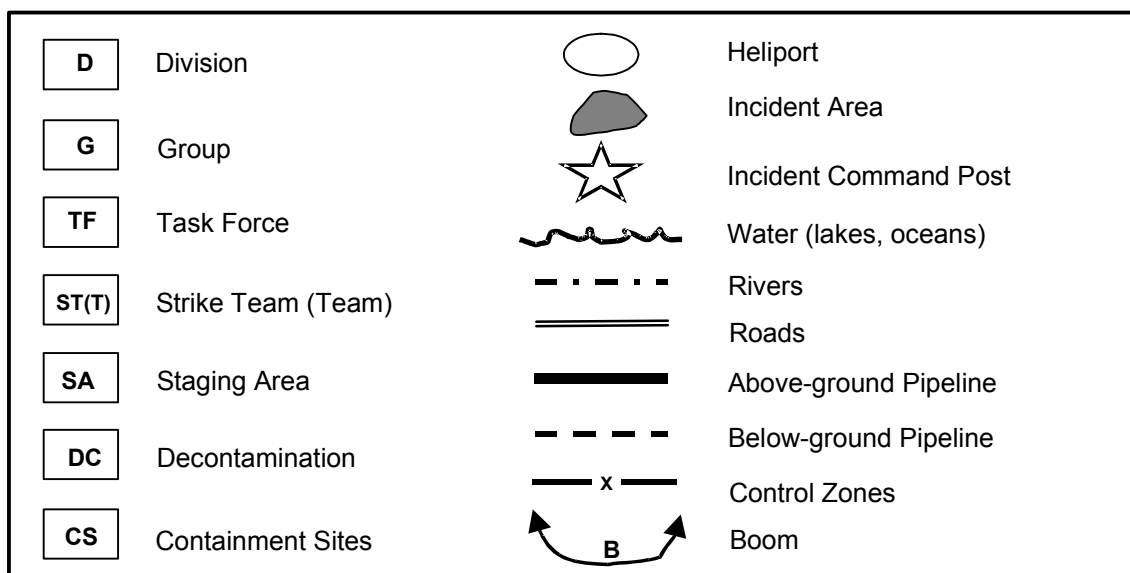 D Division
G Group
TF Task Force
ST(T) Strike Team (Team)
SA Staging Area
DC Decontamination
CS Containment Sites
Heliport
Incident Area
Incident Command Post
Water (lakes, oceans)
Rivers
Roads
Above-ground Pipeline
Below-ground Pipeline
x Control Zones
B Boom